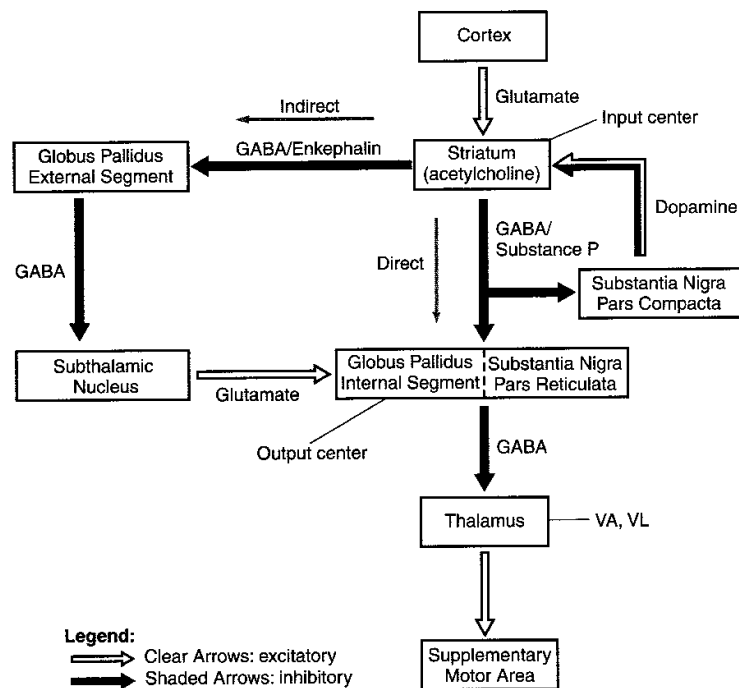 Cortex
Glutamate
Input center
Indirect
GABA/Enkephalin
Globus Pallidus
External Segment
Striatum
(acetylcholine)
Dopamine
GABA/
Substance P
Direct
GABA
Substantia Nigra
Pars Compacta
Subthalamic
Nucleus
Glutamate
Globus Pallidus
Internal Segment
Substantia Nigra
Pars Reticulata
Output center
GABA
Thalamus
VA, VL
Legend:
Clear Arrows: excitatory
Shaded Arrows: inhibitory
Supplementary
Motor Area